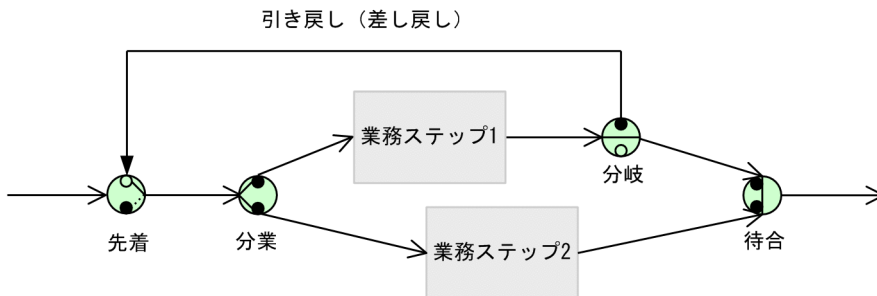 引き戻し（差し戻し）
業務ステップ1
分岐
先着
分業
業務ステップ2
待合